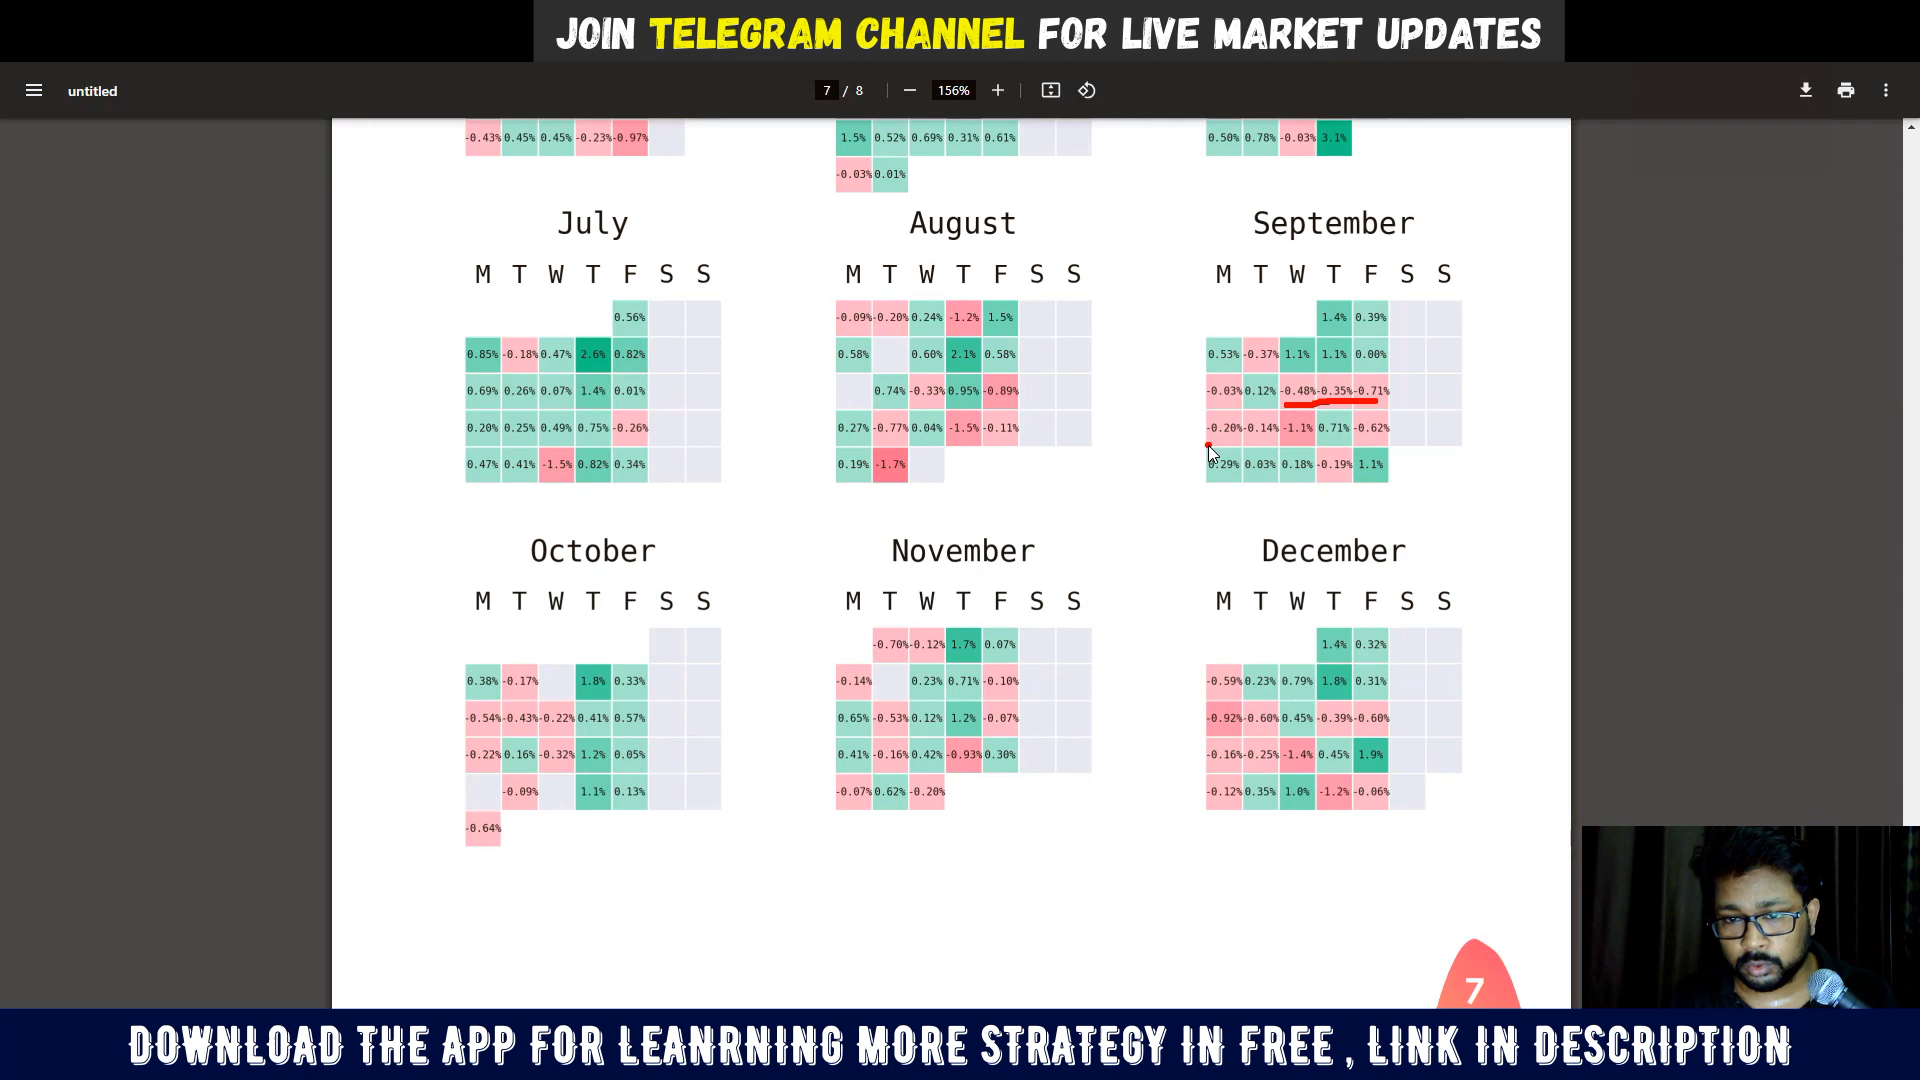 JOIN TELEGRAM CHANNEL FOR LIVE MARKET UPDATES
untitled
7 / 8
156%
-0.43% 0.45% 0.45% -0.23% -0.97%
1.5% 0.52% 0.69% 0.31% 0.61%
0.50% 0.78% -0.03% 3.1%
-0.03% 0.01%
July
M T W T F S S
0.56%
0.85% -0.18% 0.47% 2.6% 0.82%
0.69% 0.26% 0.07% 1.4% 0.01%
0.20% 0.25% 0.49% 0.75% -0.26%
0.47% 0.41% -1.5% 0.82% 0.34%
August
M T W T F S S
-0.09% -0.20% 0.24% -1.2% 1.5%
0.58% 0.60% 2.1% 0.58%
0.74% -0.33% 0.95% -0.89%
0.27% -0.77% 0.04% -1.5% -0.11%
0.19% -1.7%
September
M T W T F S S
1.4% 0.39%
0.53% -0.37% 1.1% 1.1% 0.00%
-0.03% 0.12% -0.48% -0.35% -0.71%
-0.20% -0.14% -1.1% 0.71% -0.62%
0.29% 0.03% 0.18% -0.19% 1.1%
October
M T W T F S S
0.38% -0.17% 1.8% 0.33%
-0.54% -0.43% -0.22% 0.41% 0.57%
-0.22% 0.16% -0.32% 1.2% 0.05%
-0.09% 1.1% 0.13%
-0.64%
November
M T W T F S S
-0.70% -0.12% 1.7% 0.07%
-0.14% 0.23% 0.71% -0.10%
0.65% -0.53% 0.12% 1.2% -0.07%
0.41% -0.16% 0.42% -0.93% 0.30%
-0.07% 0.62% -0.20%
December
M T W T F S S
1.4% 0.32%
-0.59% 0.23% 0.79% 1.8% 0.31%
-0.92% -0.60% 0.45% -0.39% -0.60%
-0.16% -0.25% -1.4% 0.45% 1.9%
-0.12% 0.35% 1.0% -1.2% -0.06%
7
DOWNLOAD THE APP FOR LEANRNING MORE STRATEGY IN FREE , LINK IN DESCRIPTION